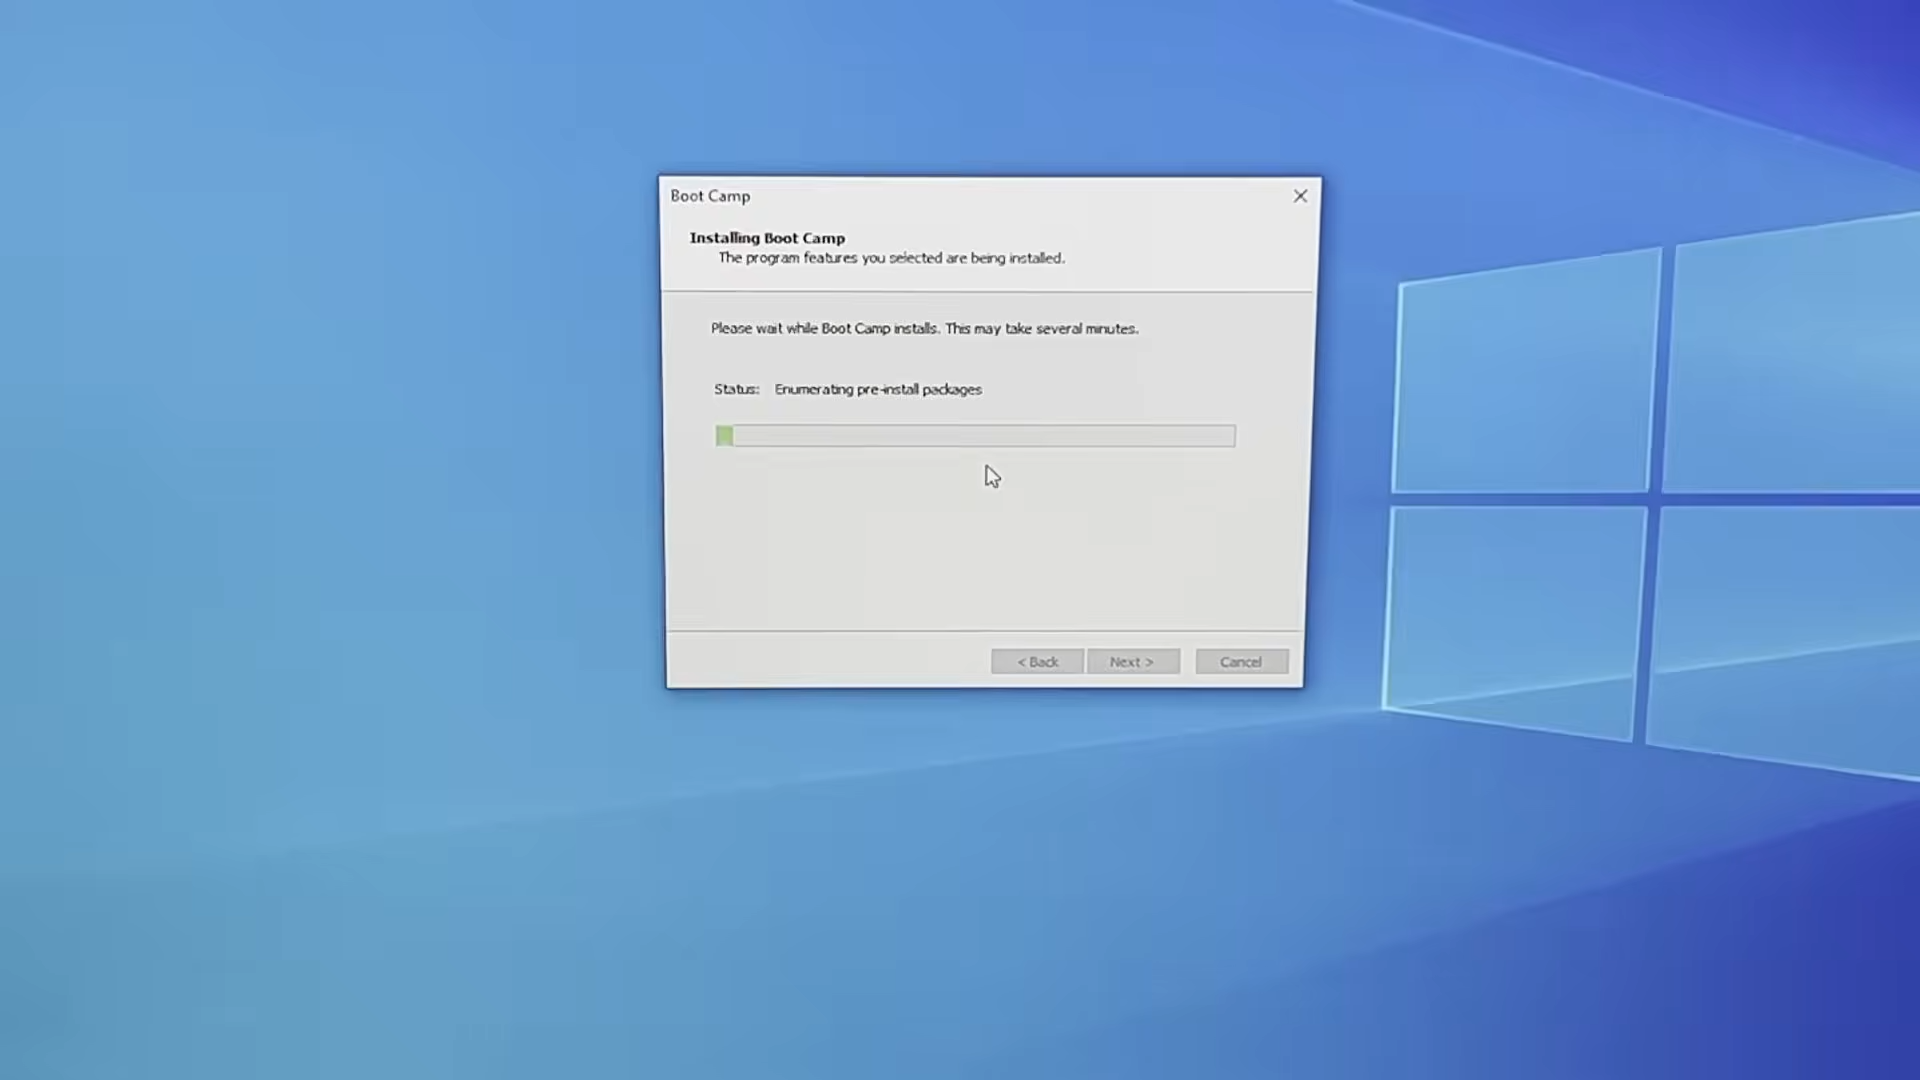 Boot Camp
Installing Boot Camp
The program features you selected are being installed.
Please wait while Boot Camp installs. This may take several minutes.
Status: Enumerating pre-install packages
< Back Next > Cancel